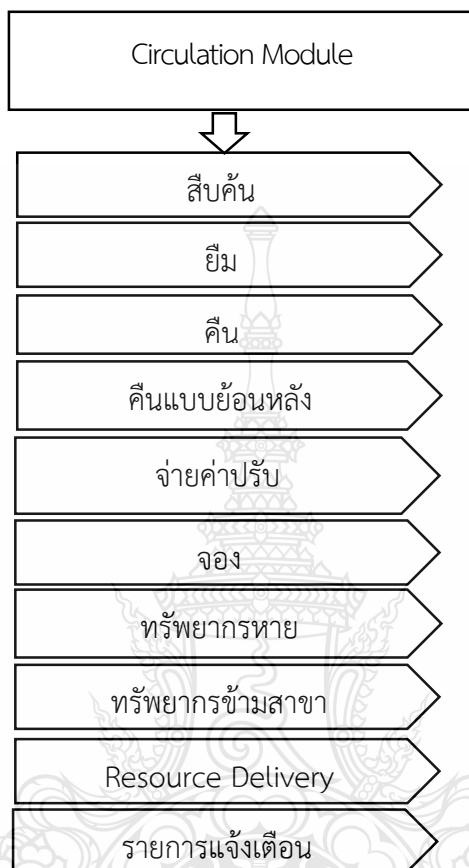 Circulation Module
สืบค้น
ยืม
คืน
คืนแบบย้อนหลัง
จ่ายค่าปรับ
จอง
ทรัพยากรหาย
ทรัพยากรข้ามสาขา
Resource Delivery
รายการแจ้งเตือน